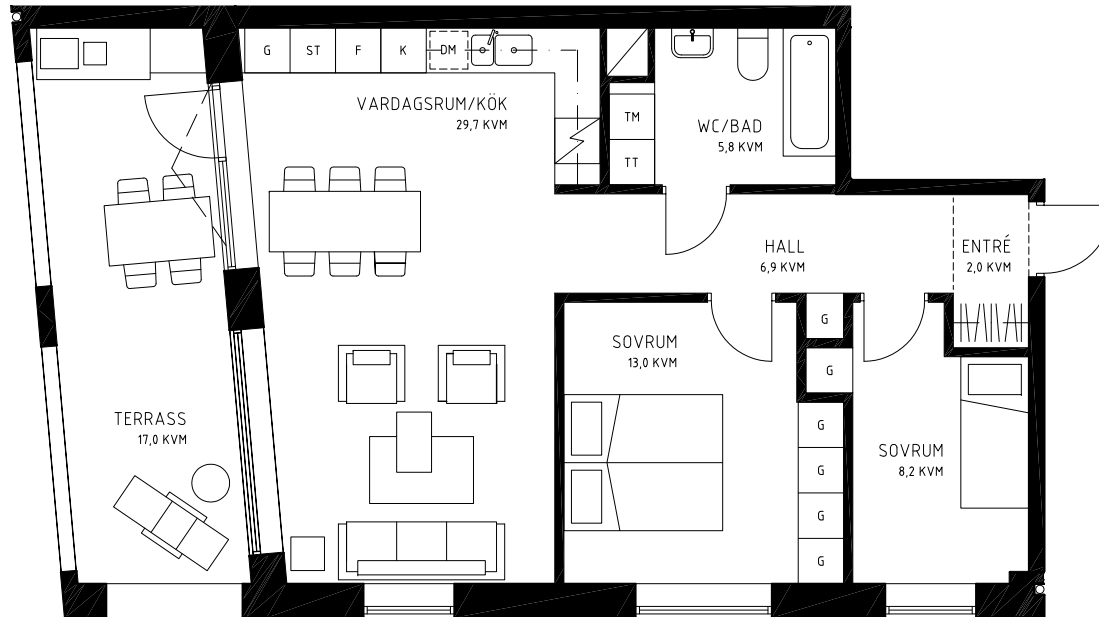 G ST F K DM
VARDAGSRUM/KÖK
29,7 KVM
TM
TT
WC/BAD
5,8 KVM
HALL
6,9 KVM
ENTRÉ
2,0 KVM
SOVRUM
13,0 KVM
G
G
G
G
G
G
TERRASS
17,0 KVM
SOVRUM
8,2 KVM